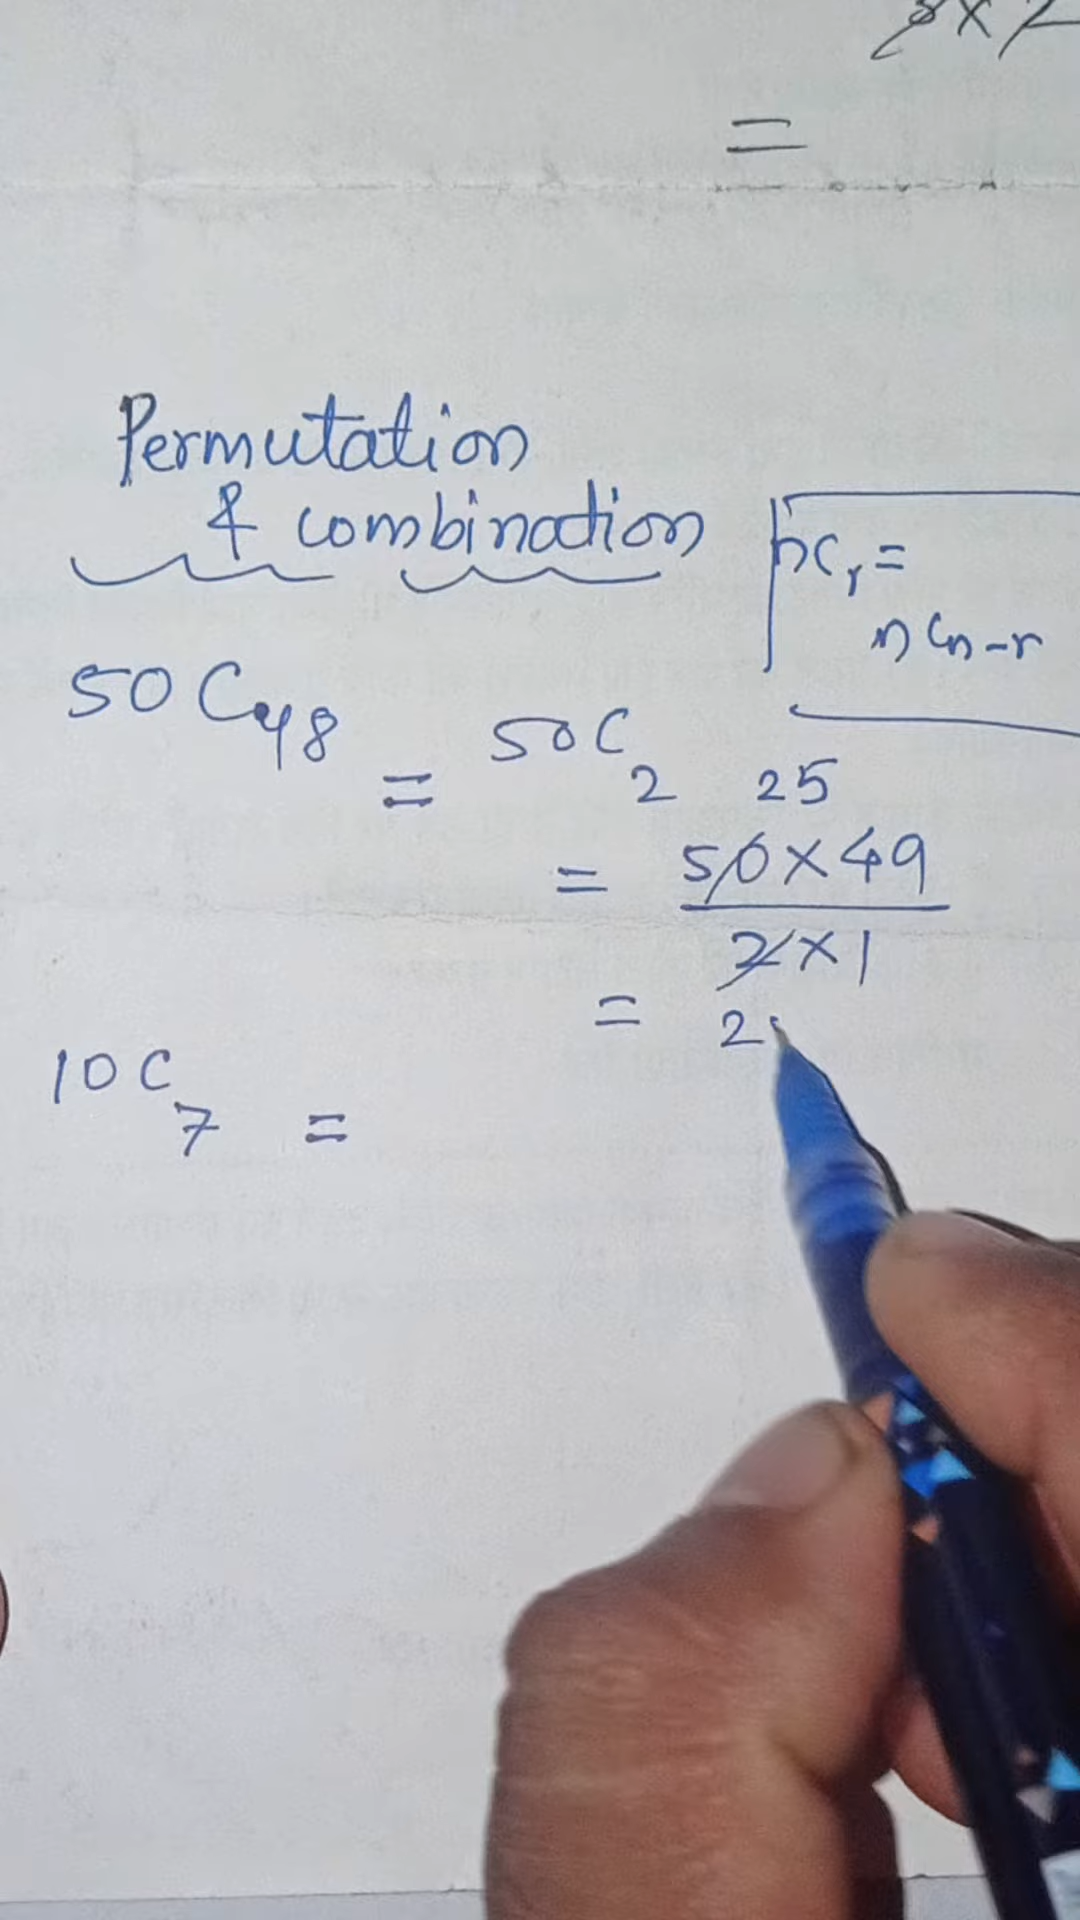 =
Permutation
& combination
nCr =
nCn-r
50C48 = 50C2
25
= 50×49
2×1
= 2
10C7 =